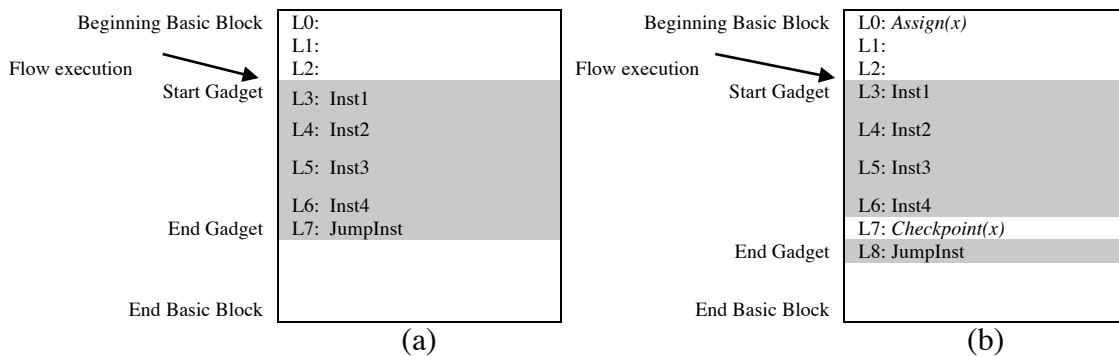 Beginning Basic Block
Flow execution
Start Gadget
End Gadget
End Basic Block
L0:
L1:
L2:
L3: Inst1
L4: Inst2
L5: Inst3
L6: Inst4
L7: JumpInst
(a)
Beginning Basic Block
Flow execution
Start Gadget
End Gadget
End Basic Block
L0: Assign(x)
L1:
L2:
L3: Inst1
L4: Inst2
L5: Inst3
L6: Inst4
L7: Checkpoint(x)
L8: JumpInst
(b)